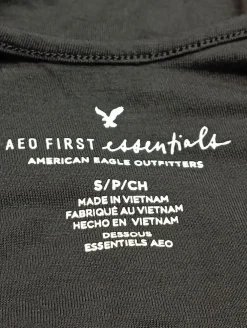 AEO FIRST essentials
AMERICAN EAGLE OUTFITTERS
S/P/CH
MADE IN VIETNAM
FABRIQUÉ AU VIETNAM
HECHO EN VIETNAM
DESSOUS
ESSENTIELS AEO